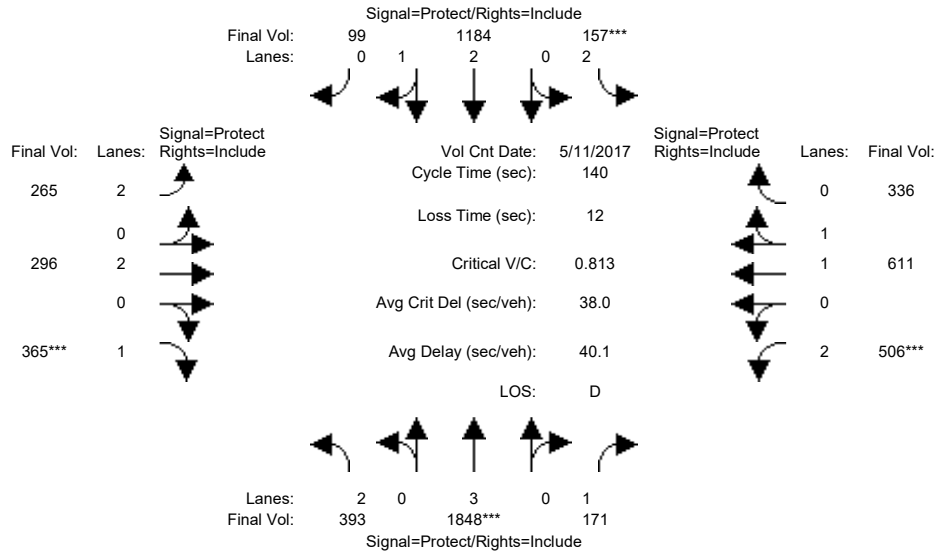 Signal=Protect/Rights=Include
Final Vol: 99 1184 157***
Lanes: 0 1 2 0 2
Signal=Protect Signal=Protect
Final Vol: Lanes: Rights=Include Vol Cnt Date: 5/11/2017 Rights=Include Lanes: Final Vol:
Cycle Time (sec): 140
265 2 0 336
Loss Time (sec): 12
0 1
296 2 Critical V/C: 0.813 1 611
0 Avg Crit Del (sec/veh): 38.0 0
365*** 1 Avg Delay (sec/veh): 40.1 2 506***
LOS: D
Lanes: 2 0 3 0 1
Final Vol: 393 1848*** 171
Signal=Protect/Rights=Include